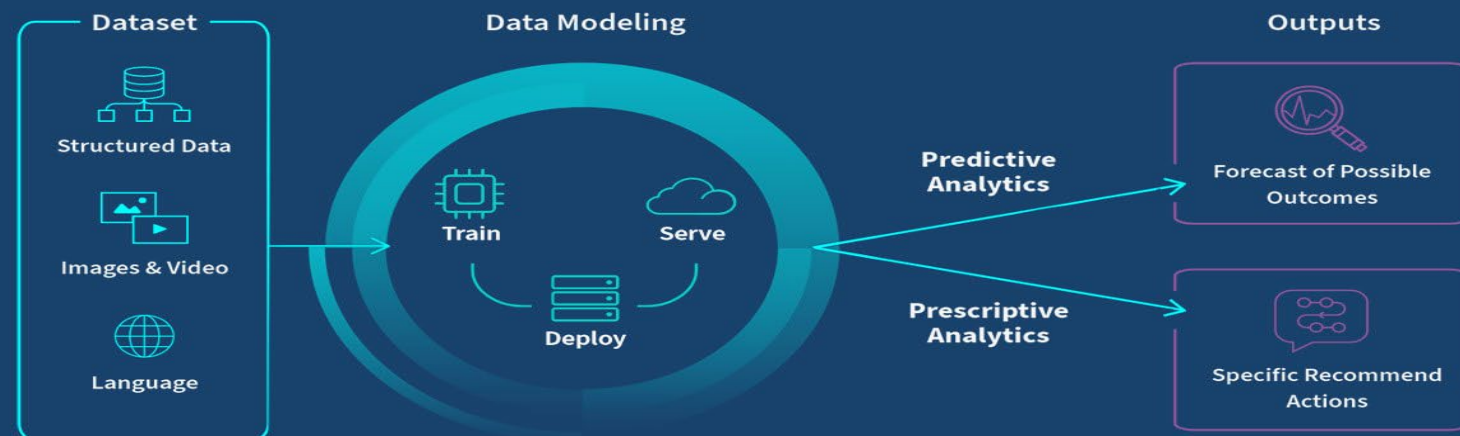 Dataset
Data Modeling
Outputs
Structured Data
Images & Video
Language
Train
Serve
Deploy
Predictive
Analytics
Prescriptive
Analytics
Forecast of Possible
Outcomes
Specific Recommend
Actions